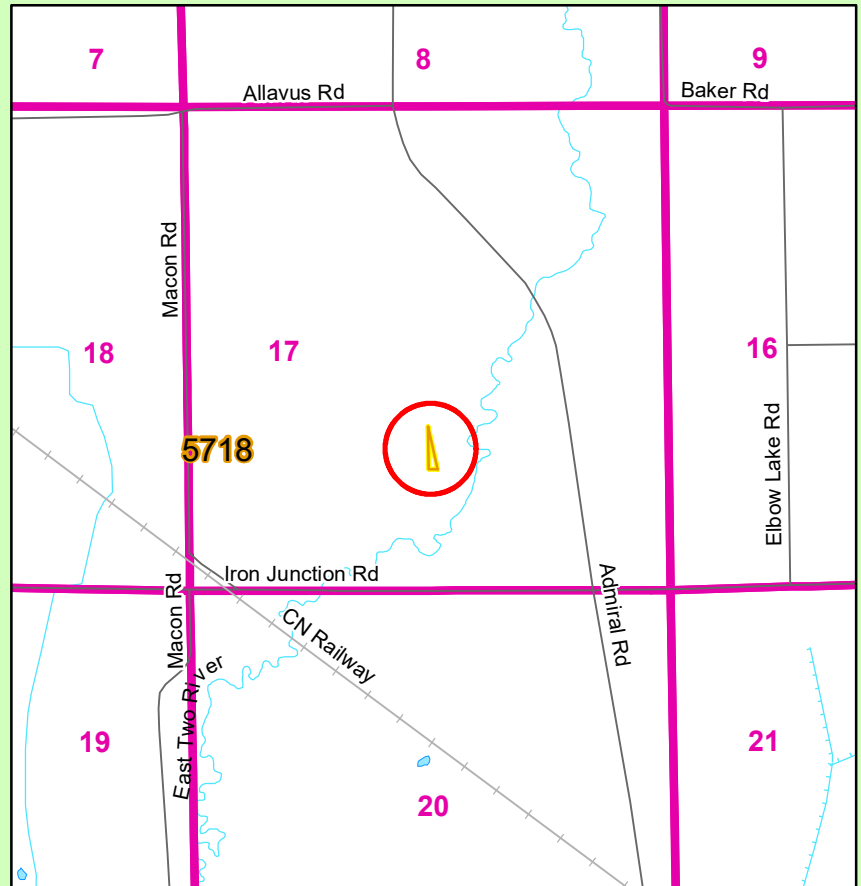 7
8
9
Allavus Rd
Baker Rd
Macon Rd
18
17
16
5718
Elbow Lake Rd
Iron Junction Rd
Macon Rd
Admiral Rd
CN Railway
East Two River
19
20
21